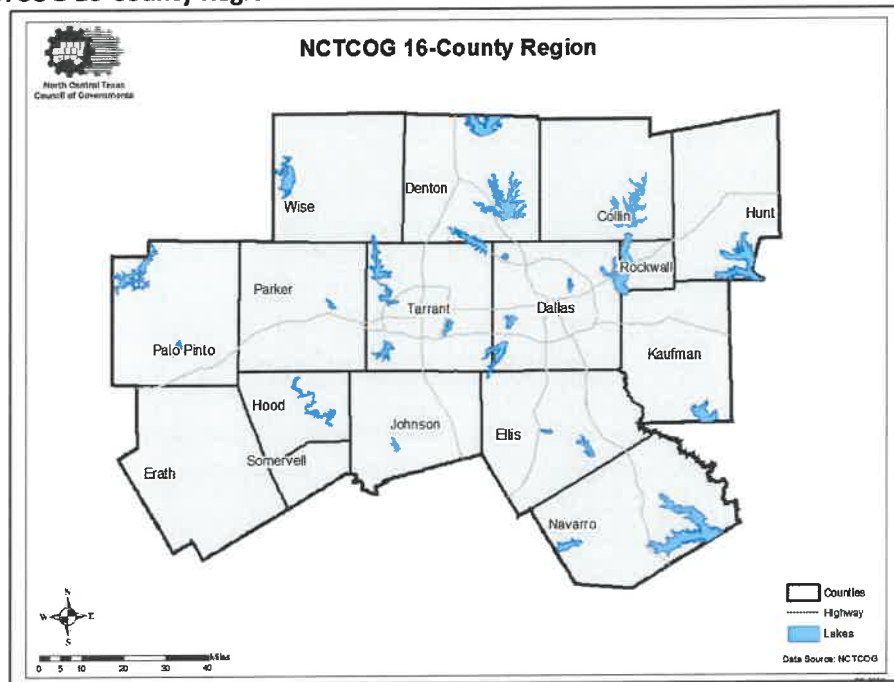 NCTCOG 16-County Region
North Central Texas
Council of Governments
Wise
Denton
Collin
Hunt
Rockwall
Parker
Tarrant
Dallas
Palo Pinto
Kaufman
Hood
Johnson
Ellis
Somervell
Erath
Navarro
N
W
E
S
Counties
Highway
Lakes
Miles
0 5 10 20 30 40
Data Source: NCTCOG